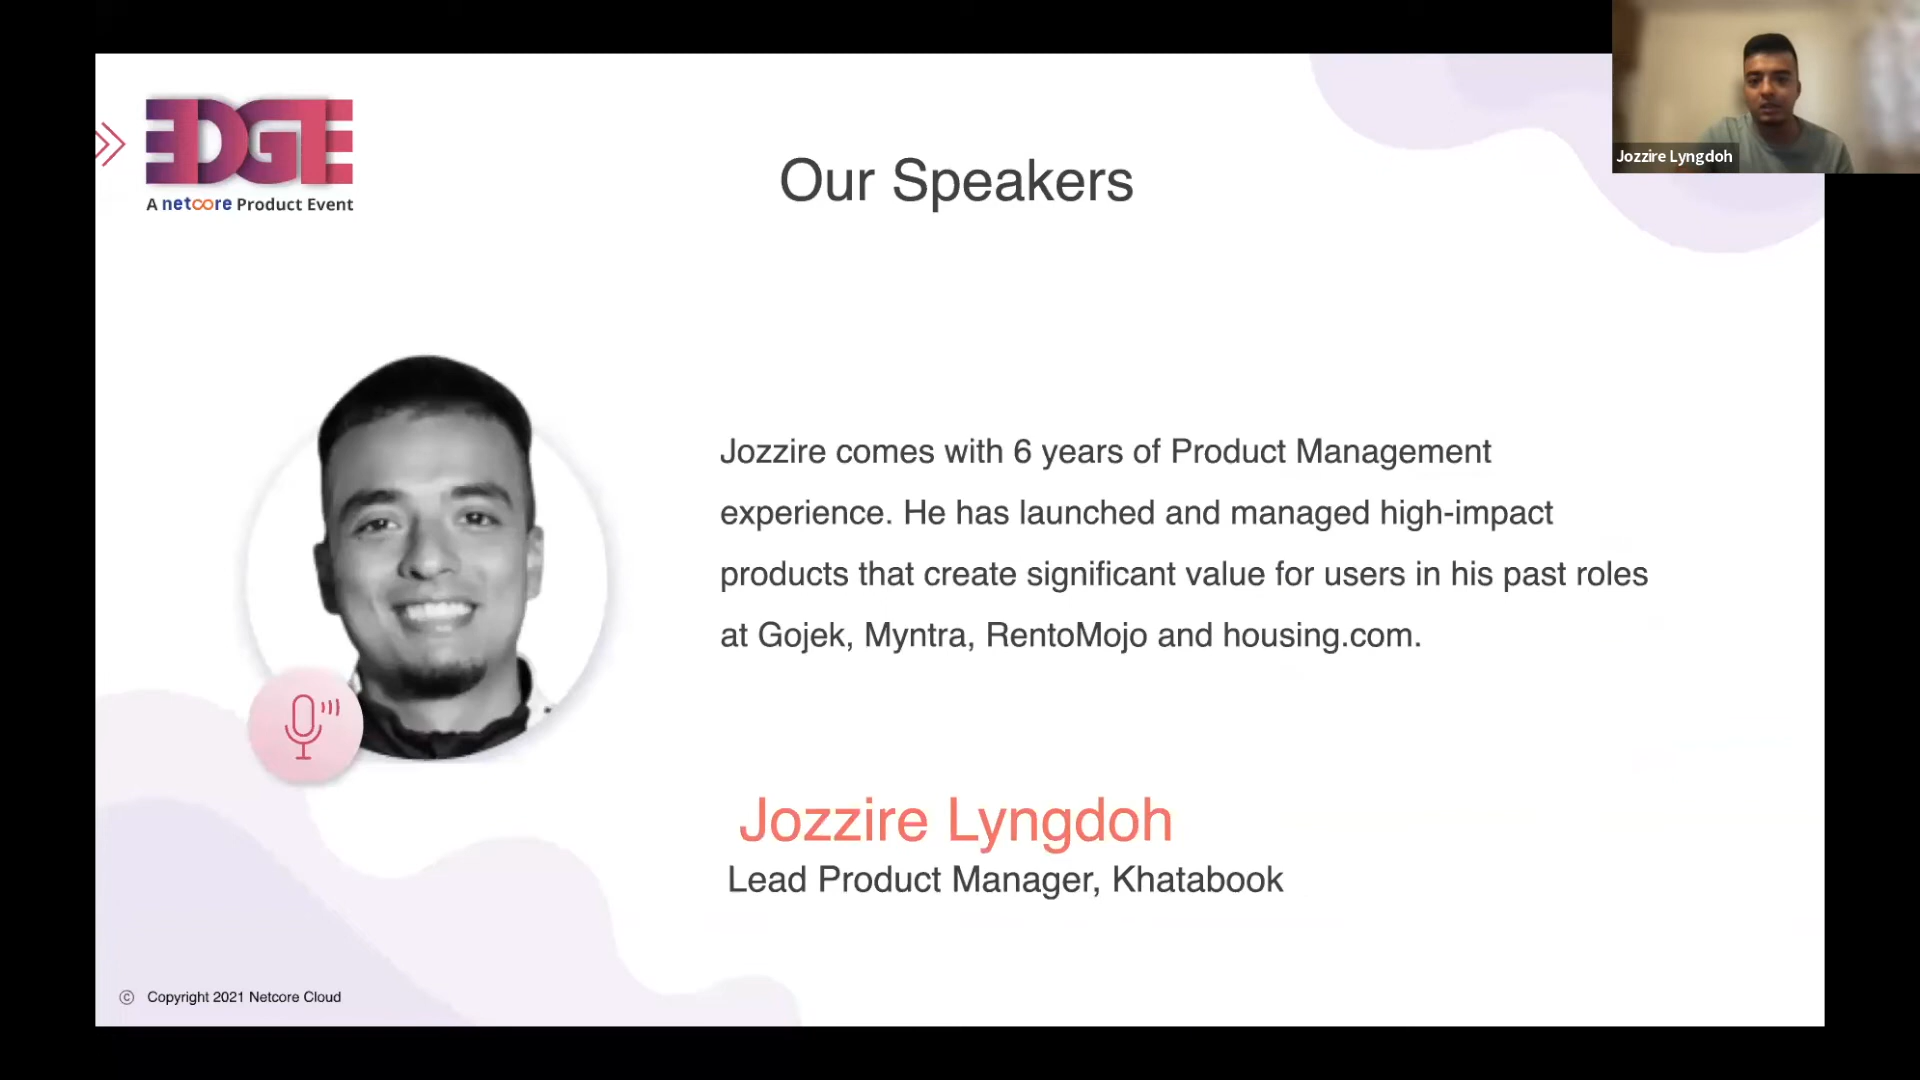 EDGE
A netcore Product Event
Our Speakers
Jozzire Lyngdoh
Jozzire comes with 6 years of Product Management
experience. He has launched and managed high-impact
products that create significant value for users in his past roles
at Gojek, Myntra, RentoMojo and housing.com.
Jozzire Lyngdoh
Lead Product Manager, Khatabook
© Copyright 2021 Netcore Cloud